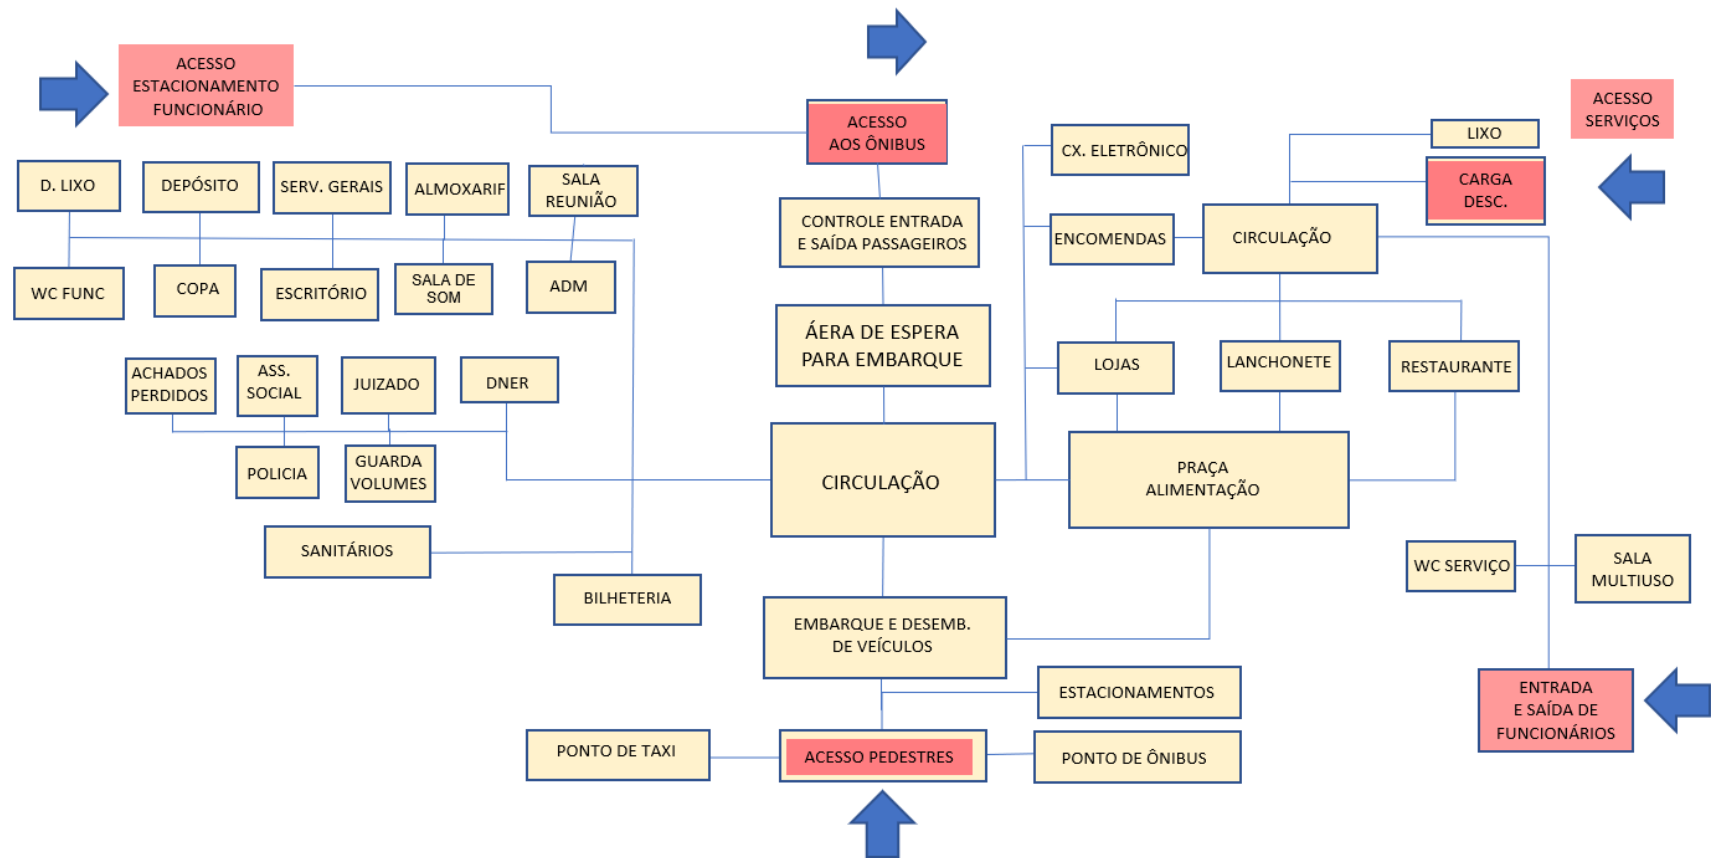 ACESSO
ESTACIONAMENTO
FUNCIONÁRIO
ACESSO
AOS ÔNIBUS
ACESSO
SERVIÇOS
CX. ELETRÔNICO
LIXO
CARGA
DESC.
D. LIXO
DEPÓSITO
SERV. GERAIS
ALMOXARIF
SALA
REUNIÃO
CONTROLE ENTRADA
E SAÍDA PASSAGEIROS
ENCOMENDAS
CIRCULAÇÃO
WC FUNC
COPA
ESCRITÓRIO
SALA DE
SOM
ADM
ÁERA DE ESPERA
PARA EMBARQUE
LOJAS
LANCHONETE
RESTAURANTE
ACHADOS
PERDIDOS
ASS.
SOCIAL
JUIZADO
DNER
POLICIA
GUARDA
VOLUMES
CIRCULAÇÃO
PRAÇA
ALIMENTAÇÃO
SANITÁRIOS
BILHETERIA
WC SERVIÇO
SALA
MULTIUSO
EMBARQUE E DESEMB.
DE VEÍCULOS
ESTACIONAMENTOS
ENTRADA
E SAÍDA DE
FUNCIONÁRIOS
PONTO DE TAXI
ACESSO PEDESTRES
PONTO DE ÔNIBUS